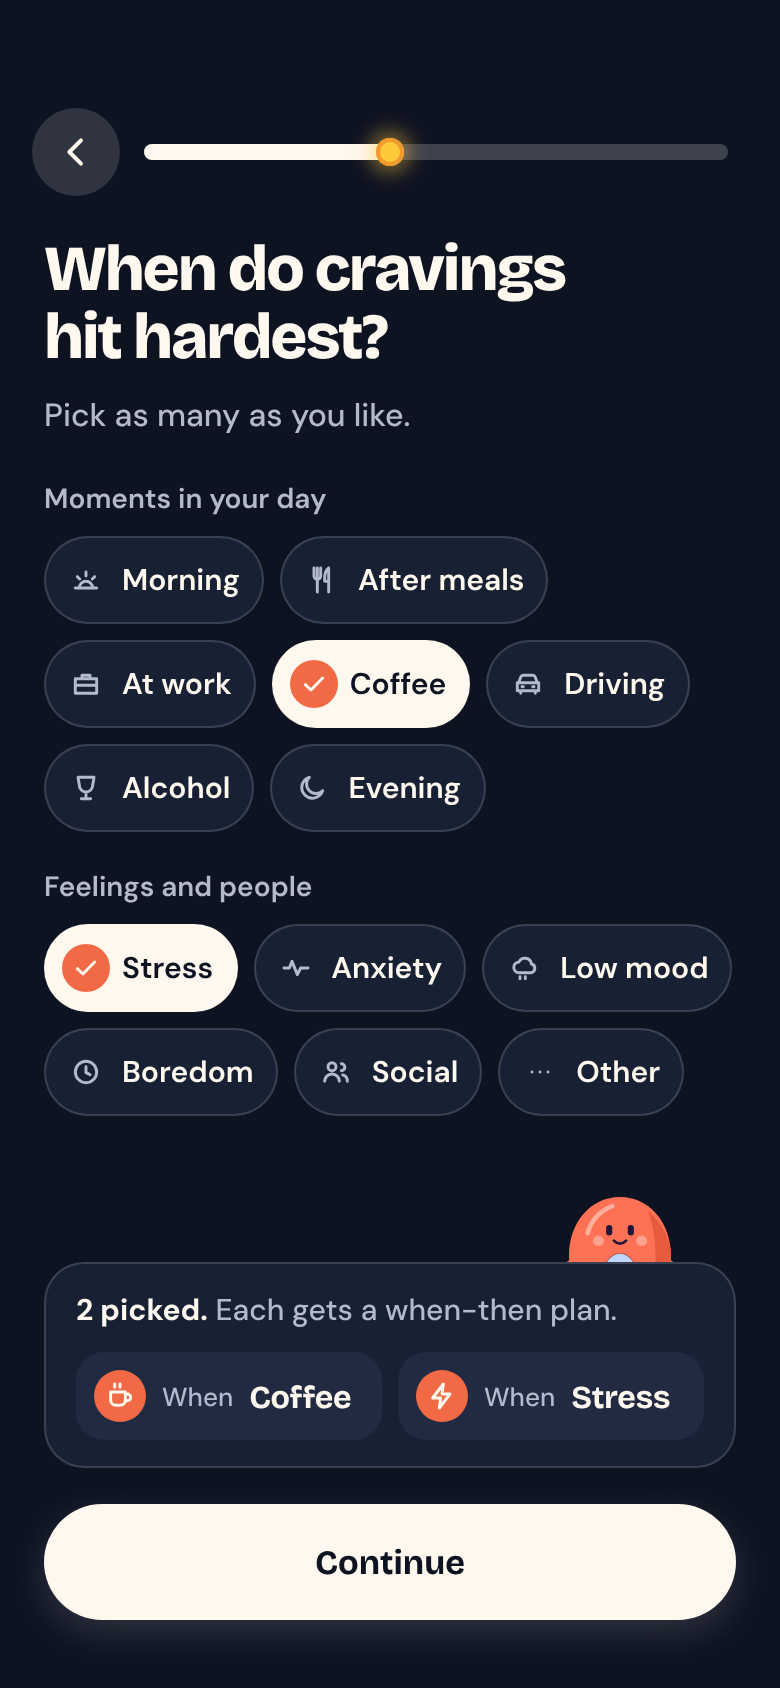 When do cravings
hit hardest?
Pick as many as you like.
Moments in your day
Morning
After meals
At work
Coffee
Driving
Alcohol
Evening
Feelings and people
Stress
Anxiety
Low mood
Boredom
Social
Other
2 picked. Each gets a when–then plan.
When Coffee
When Stress
Continue